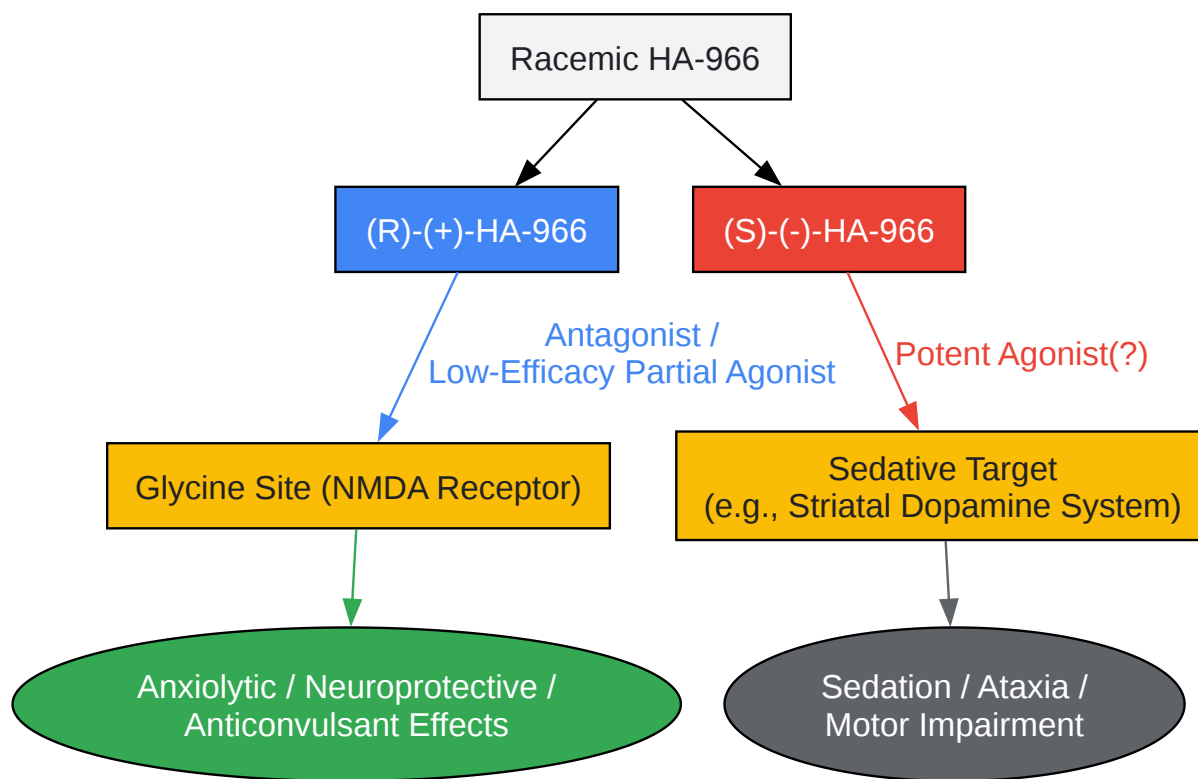 Racemic HA-966
(R)-(+)-HA-966
(S)-(-)-HA-966
Antagonist /
Low-Efficacy Partial Agonist
Potent Agonist(?)
Glycine Site (NMDA Receptor)
Sedative Target
(e.g., Striatal Dopamine System)
Anxiolytic / Neuroprotective /
Anticonvulsant Effects
Sedation / Ataxia /
Motor Impairment